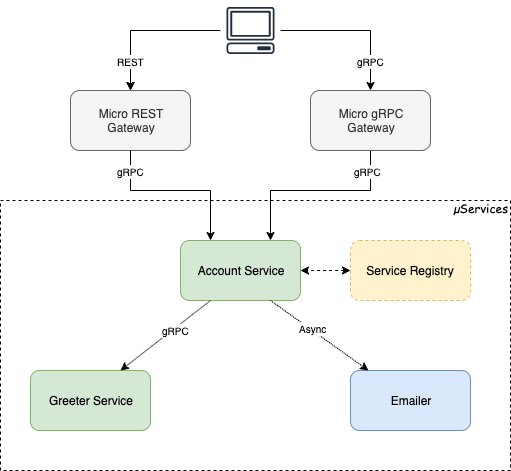 REST
gRPC
Micro REST
Gateway
Micro gRPC
Gateway
gRPC
gRPC
µServices
Account Service
Service Registry
gRPC
Async
Greeter Service
Emailer